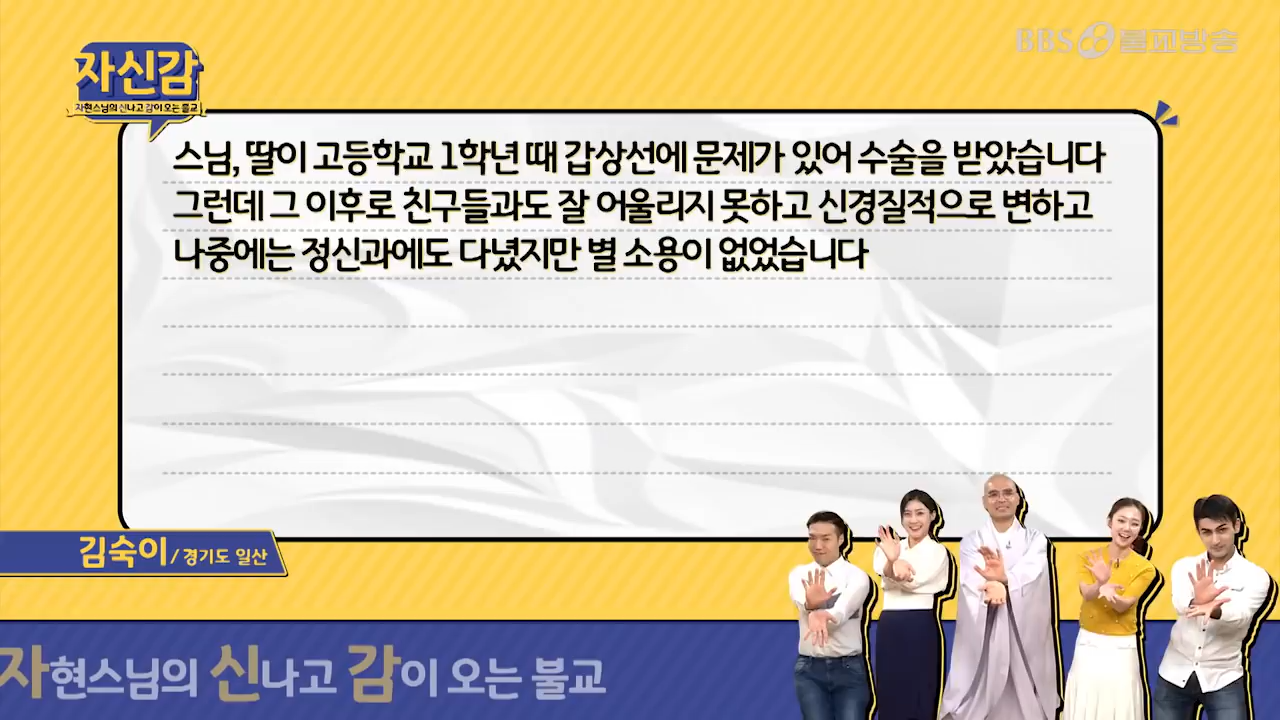 BBS 불교방송
자신감
자현스님의 신나고 감이 오는 불교
스님, 딸이 고등학교 1학년 때 갑상선에 문제가 있어 수술을 받았습니다
그런데 그 이후로 친구들과도 잘 어울리지 못하고 신경질적으로 변하고
나중에는 정신과에도 다녔지만 별 소용이 없었습니다
김숙이 / 경기도 일산
자현스님의 신나고 감이 오는 불교